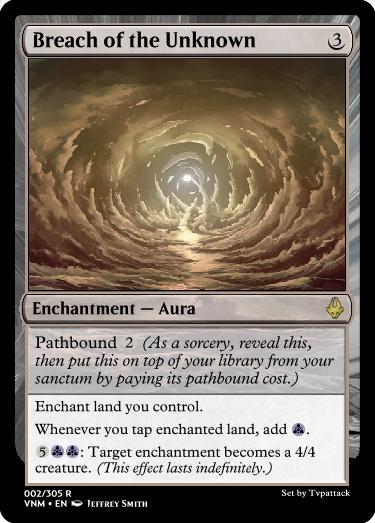 Breach of the Unknown 3
Enchantment — Aura
Pathbound 2 (As a sorcery, reveal this,
then put this on top of your library from your
sanctum by paying its pathbound cost.)
Enchant land you control.
Whenever you tap enchanted land, add .
5 : Target enchantment becomes a 4/4
creature. (This effect lasts indefinitely.)
002/305 R
VNM • EN Jeffrey Smith
Set by Tvpattack